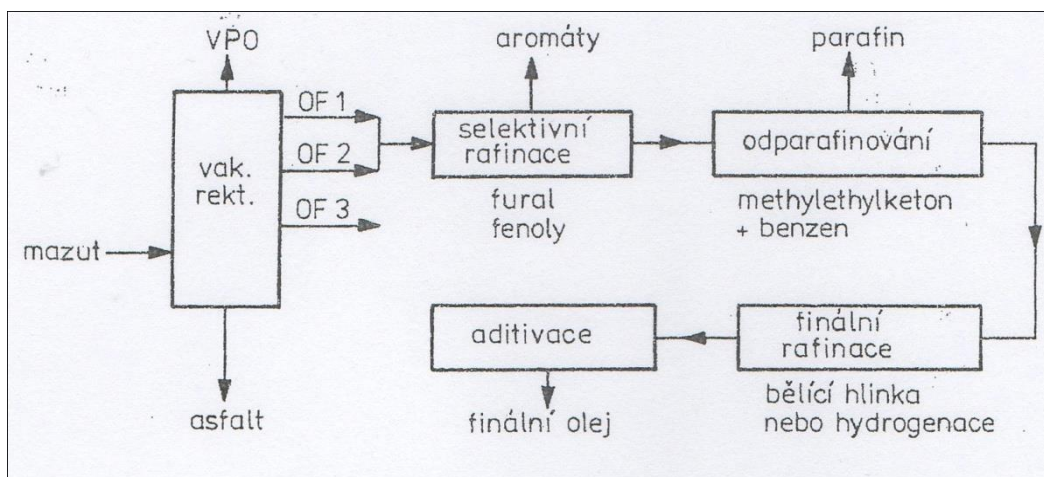 VPO
aromáty
parafin
OF 1
OF 2
OF 3
vak.
rekt.
mazut
asfalt
selektivní
rafinace
fural
fenoly
odparafinování
methylethylketon
+ benzen
finální
rafinace
bělící hlinka
nebo hydrogenace
aditivace
finální olej